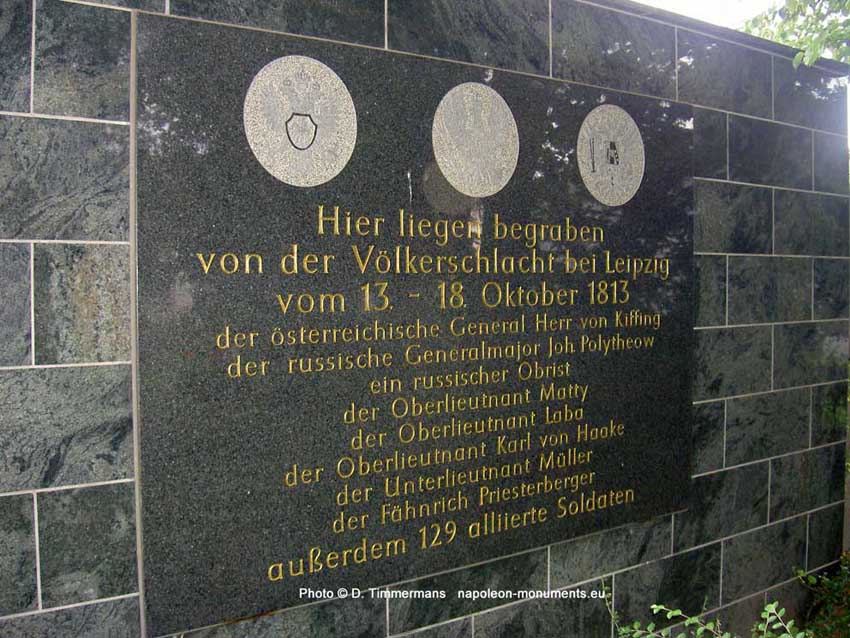 Hier liegen begraben
von der Völkerschlacht bei Leipzig
vom 13. - 18. Oktober 1813
der österreichische General Herr von Kiffing
der russische Generalmajor Joh. Polytheow
ein russischer Obrist
der Oberlieutnant Matty
der Oberlieutnant Laba
der Oberlieutnant Karl von Haake
der Unterlieutnant Müller
der Fähnrich Priesterberger
außerdem 129 alliierte Soldaten
Photo © D. Timmermans napoleon-monuments.eu